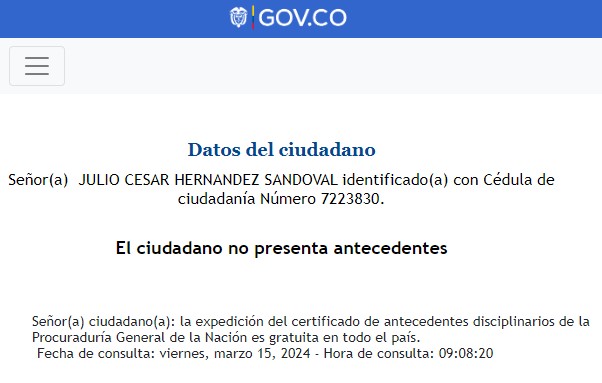 GOV.CO
Datos del ciudadano
Señor(a)  JULIO CESAR HERNANDEZ SANDOVAL identificado(a) con Cédula de
ciudadanía Número 7223830.
El ciudadano no presenta antecedentes
Señor(a) ciudadano(a): la expedición del certificado de antecedentes disciplinarios de la
Procuraduría General de la Nación es gratuita en todo el país.
Fecha de consulta: viernes, marzo 15, 2024 - Hora de consulta: 09:08:20